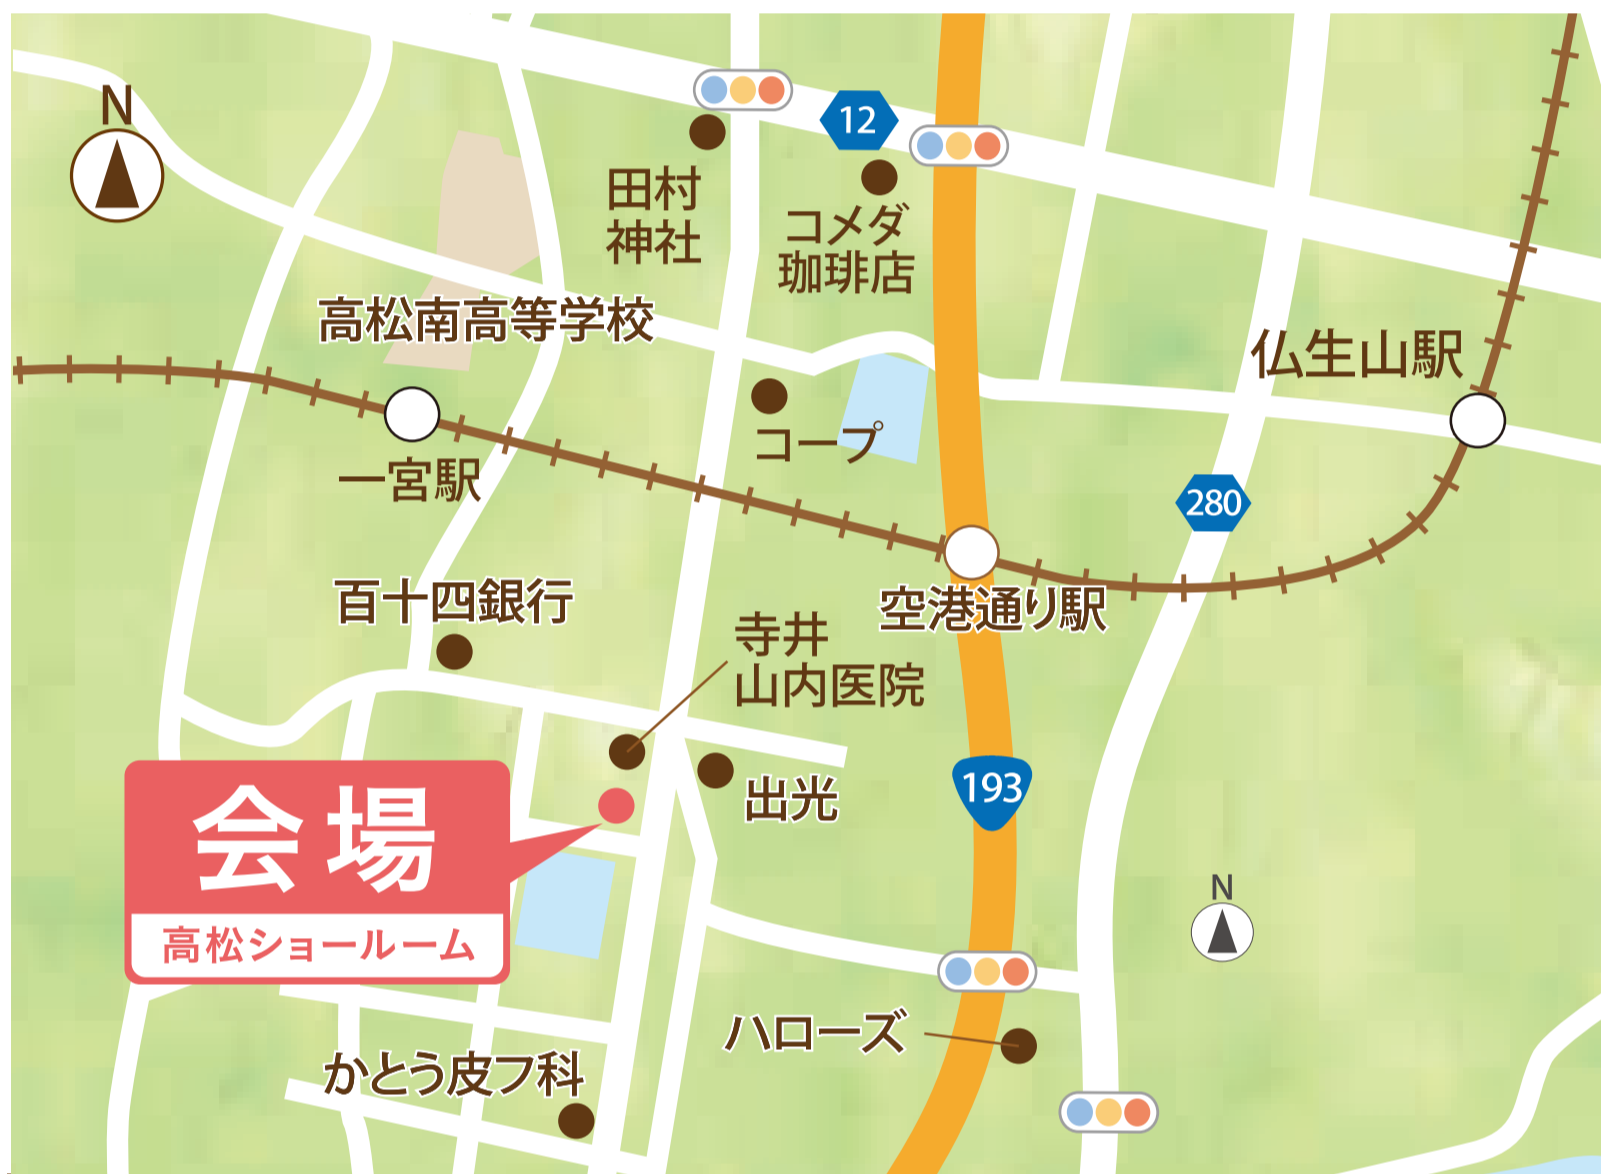 N
12
田村
神社
コメダ
珈琲店
高松南高等学校
仏生山駅
コープ
一宮駅
280
百十四銀行
空港通り駅
寺井
山内医院
193
出光
会場
高松ショールーム
N
ハローズ
かとう皮フ科